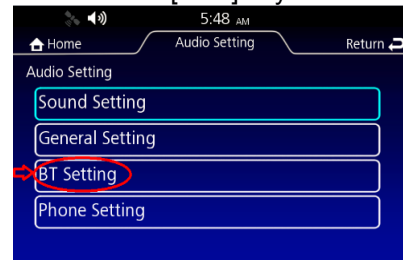 5:48 AM
Home Audio Setting Return
Audio Setting
Sound Setting
General Setting
BT Setting
Phone Setting